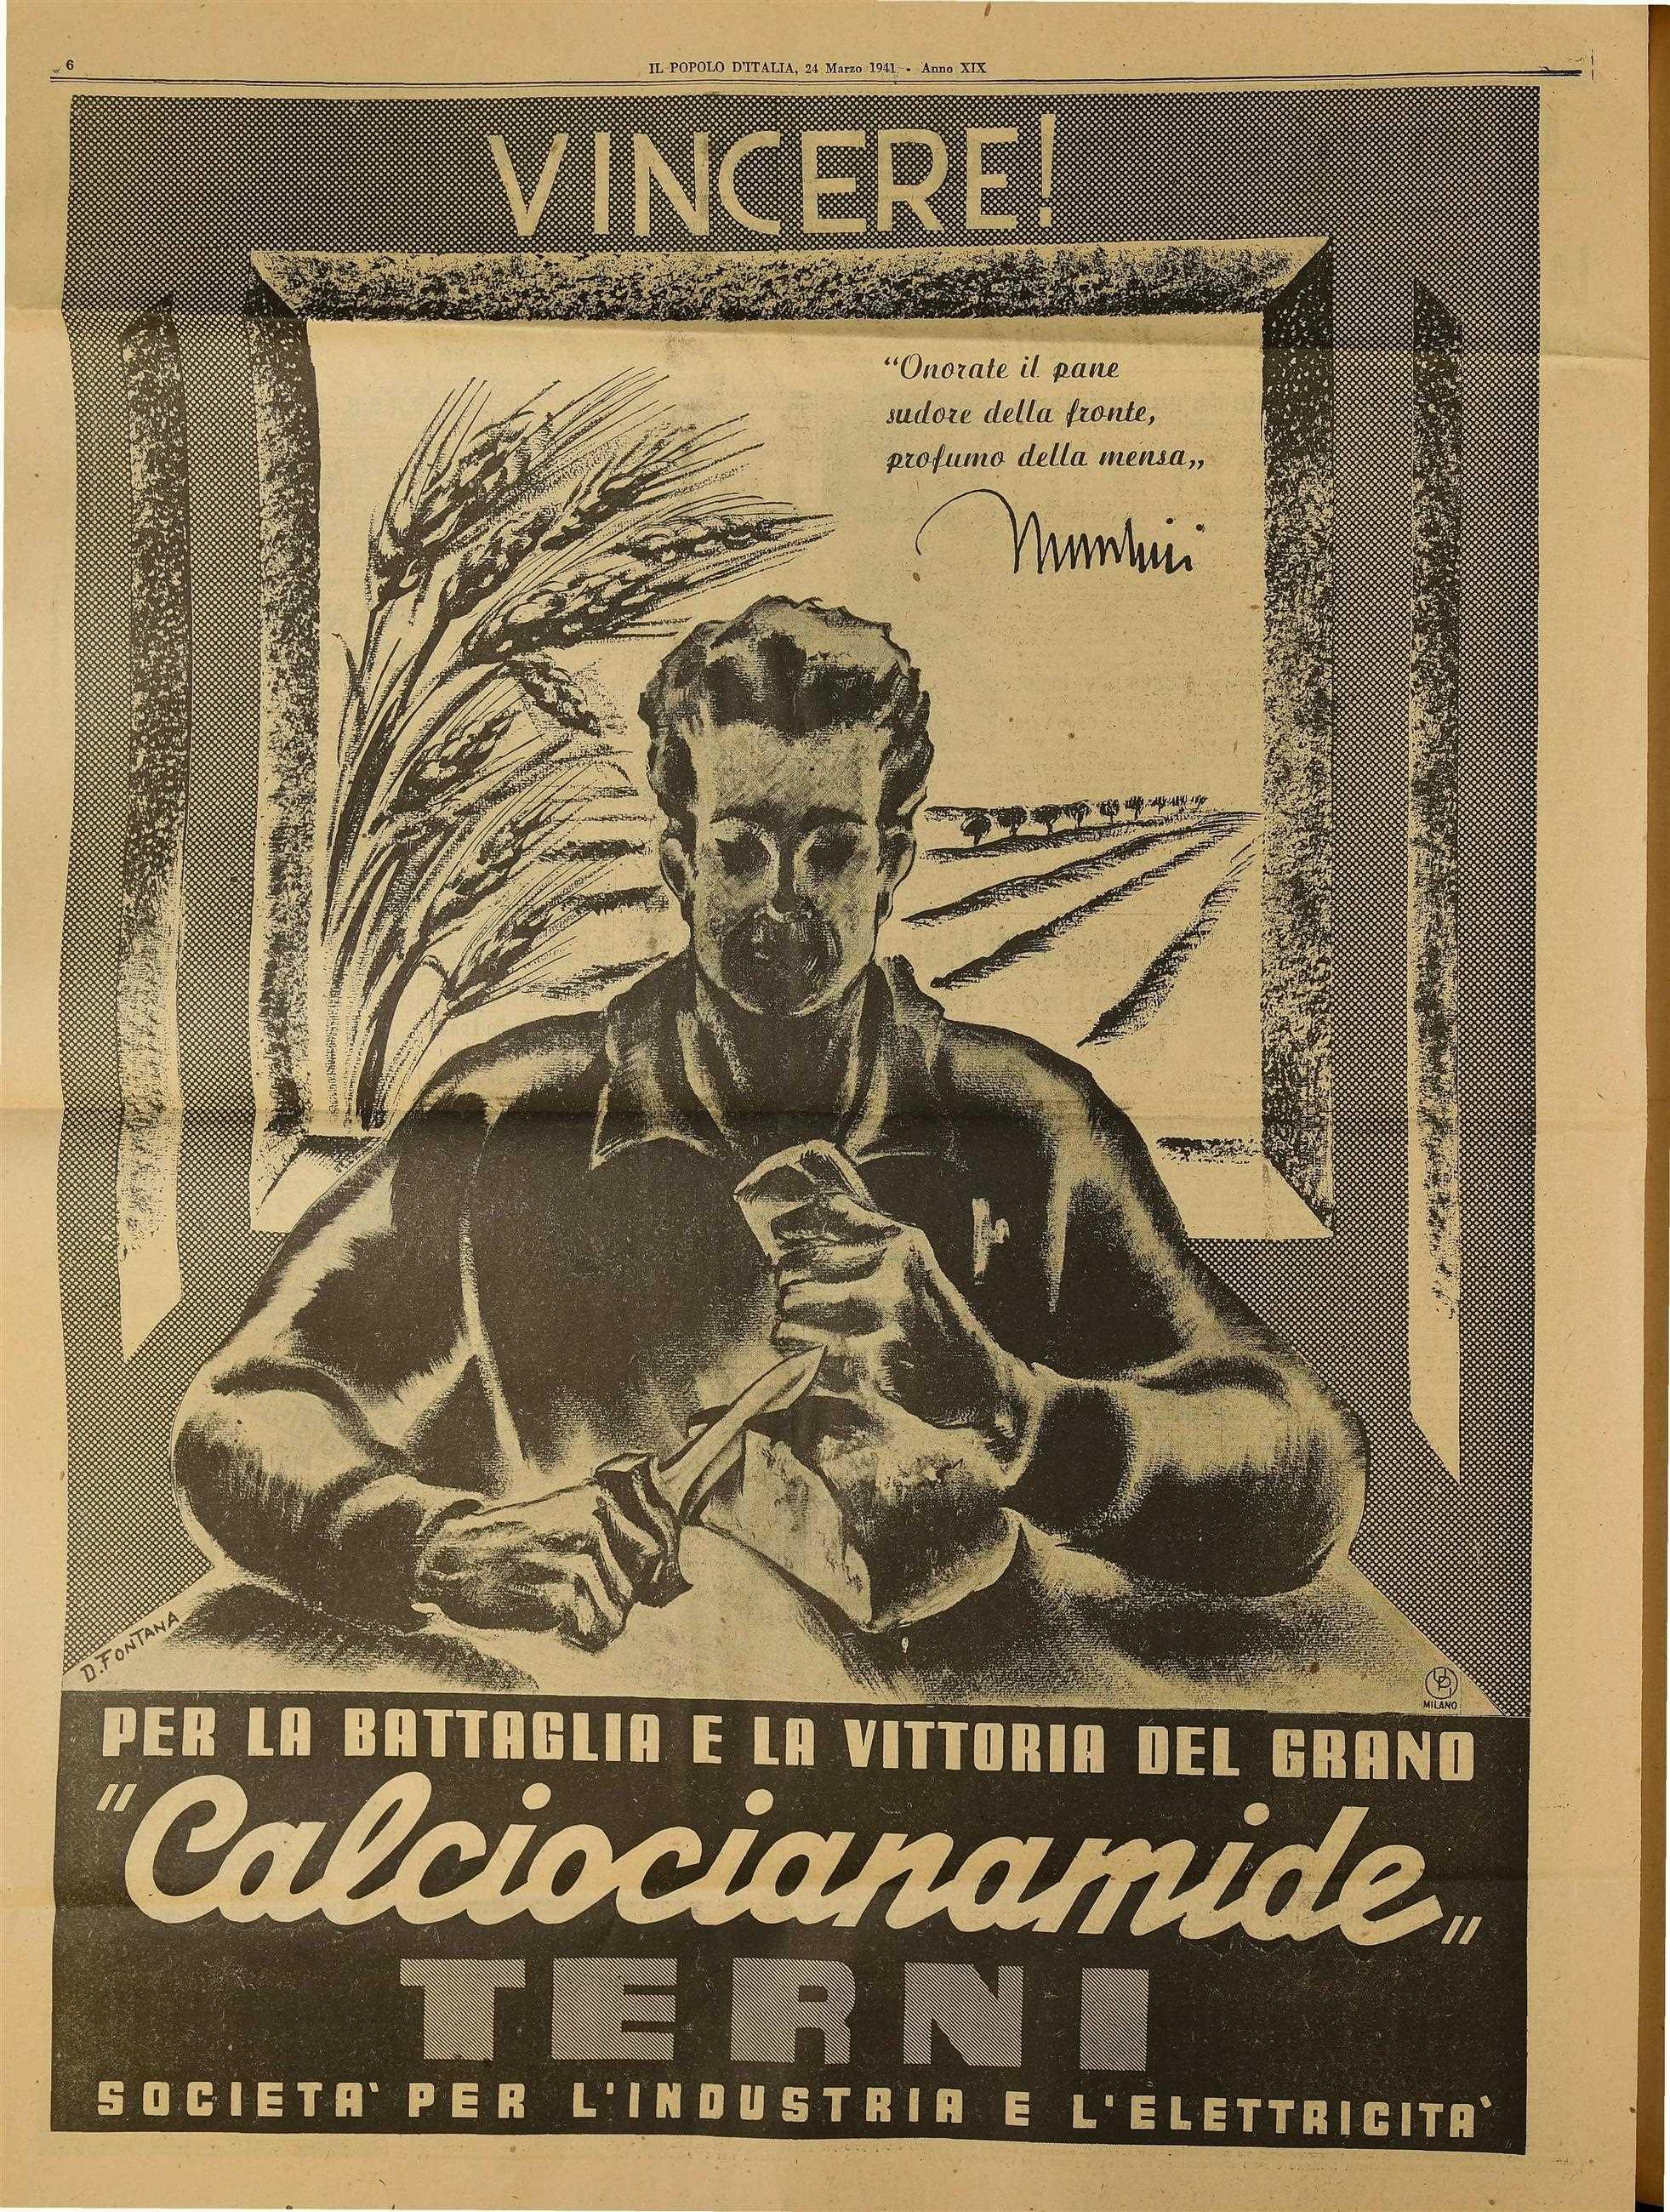 6
IL POPOLO D'ITALIA, 24 Marzo 1941 - Anno XIX
VINCERE!
“Onorate il pane
sudore della fronte,
profumo della mensa„
Mussolini
D. FONTANA
MILANO
PER LA BATTAGLIA E LA VITTORIA DEL GRANO
"Calciocianamide„
TERNI
SOCIETA' PER L'INDUSTRIA E L'ELETTRICITA'